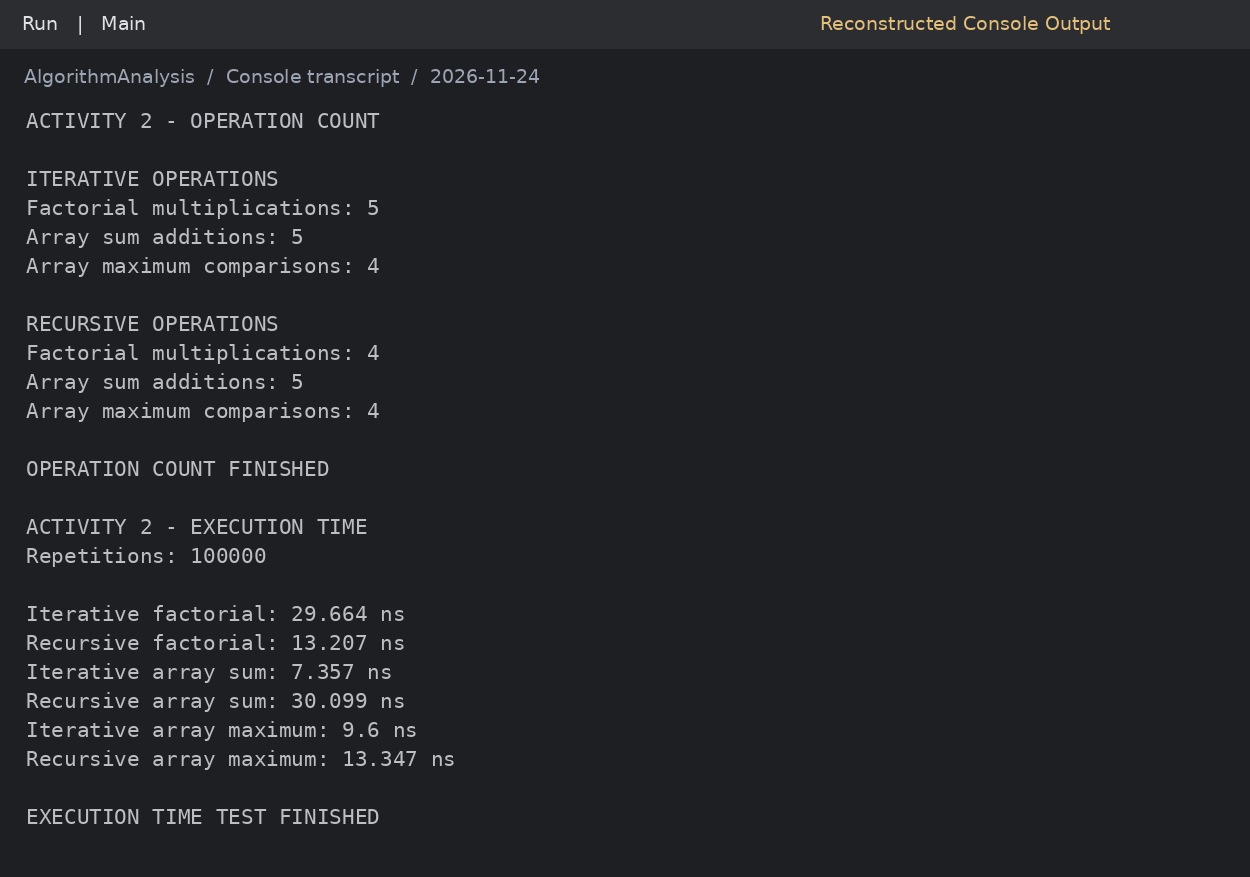 Run | Main
Reconstructed Console Output
AlgorithmAnalysis / Console transcript / 2026-11-24
ACTIVITY 2 - OPERATION COUNT
ITERATIVE OPERATIONS
Factorial multiplications: 5
Array sum additions: 5
Array maximum comparisons: 4
RECURSIVE OPERATIONS
Factorial multiplications: 4
Array sum additions: 5
Array maximum comparisons: 4
OPERATION COUNT FINISHED
ACTIVITY 2 - EXECUTION TIME
Repetitions: 100000
Iterative factorial: 29.664 ns
Recursive factorial: 13.207 ns
Iterative array sum: 7.357 ns
Recursive array sum: 30.099 ns
Iterative array maximum: 9.6 ns
Recursive array maximum: 13.347 ns
EXECUTION TIME TEST FINISHED